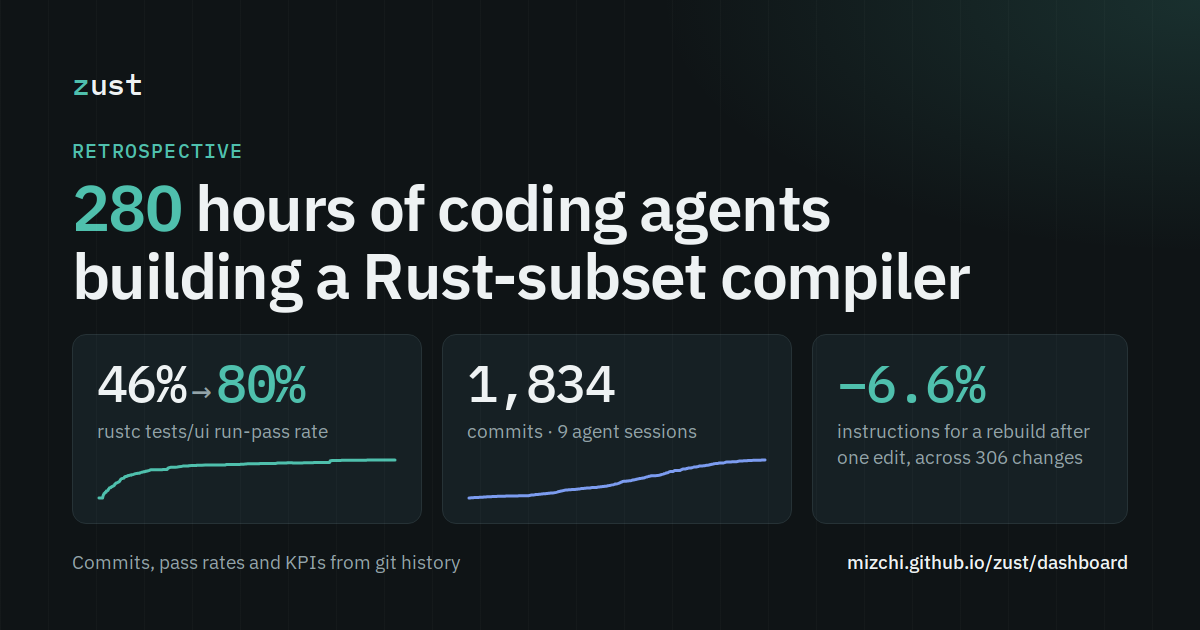 zust
RETROSPECTIVE
280 hours of coding agents
building a Rust-subset compiler
46%→80%
rustc tests/ui run-pass rate
1,834
commits · 9 agent sessions
−6.6%
instructions for a rebuild after
one edit, across 306 changes
Commits, pass rates and KPIs from git history
mizchi.github.io/zust/dashboard